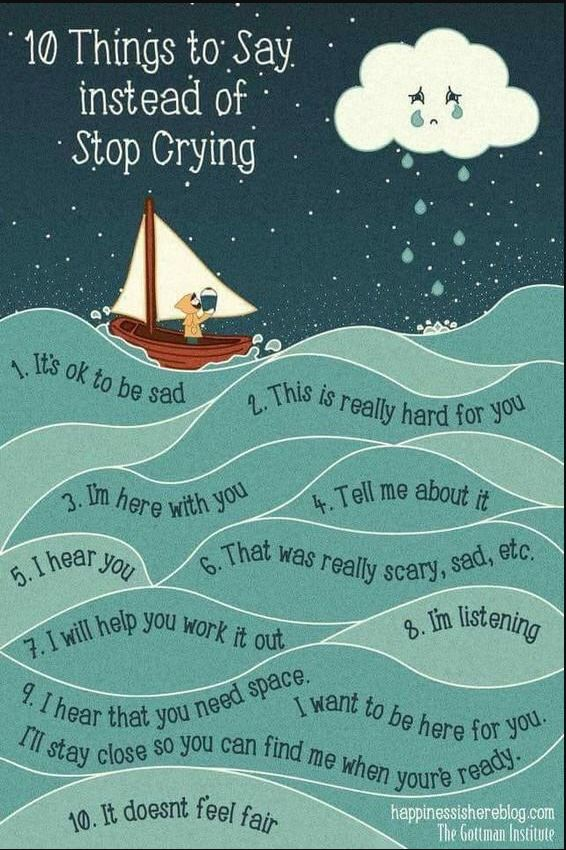 10 Things to Say
instead of
Stop Crying
1. It's ok to be sad
2. This is really hard for you
3. I'm here with you
4. Tell me about it
5. I hear you
6. That was really scary, sad, etc.
7. I will help you work it out
8. I'm listening
9. I hear that you need space.
I want to be here for you.
I'll stay close so you can find me when your'e ready.
10. It doesnt feel fair
happinessishereblog.com
The Gottman Institute